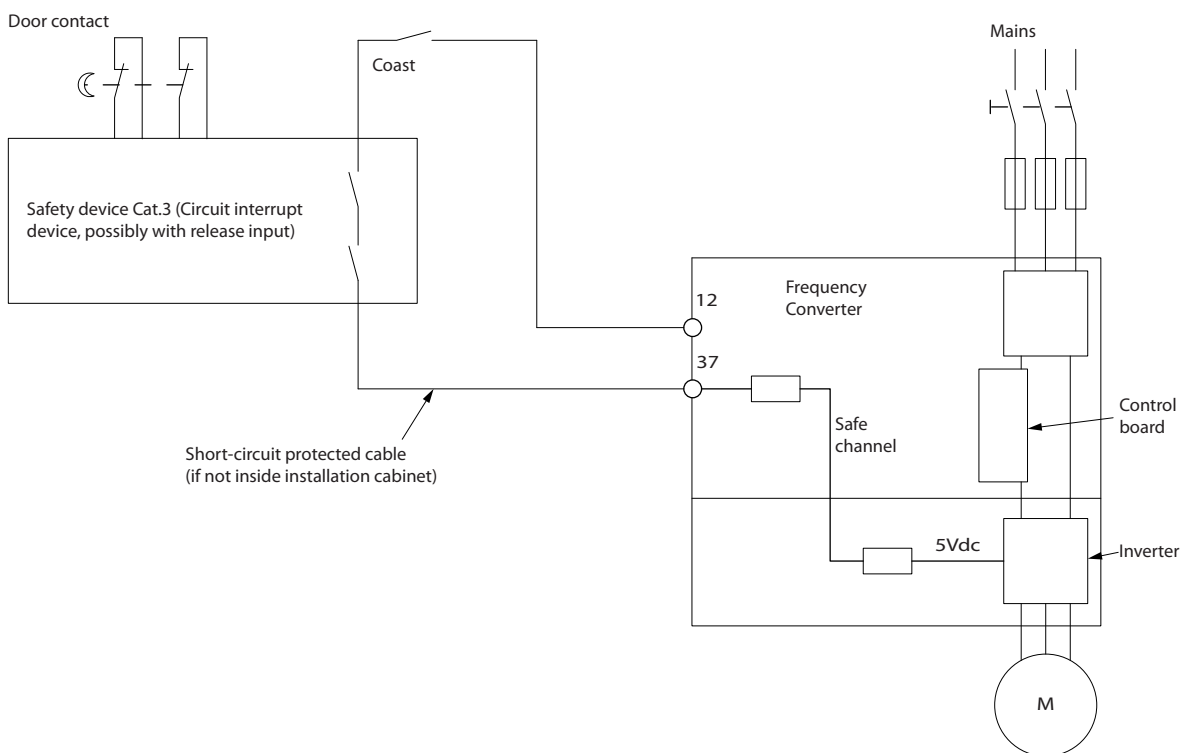 Door contact
Mains
Coast
Safety device Cat.3 (Circuit interrupt
device, possibly with release input)
12
Frequency
Converter
37
Safe
channel
Control
board
Short-circuit protected cable
(if not inside installation cabinet)
5Vdc
Inverter
M